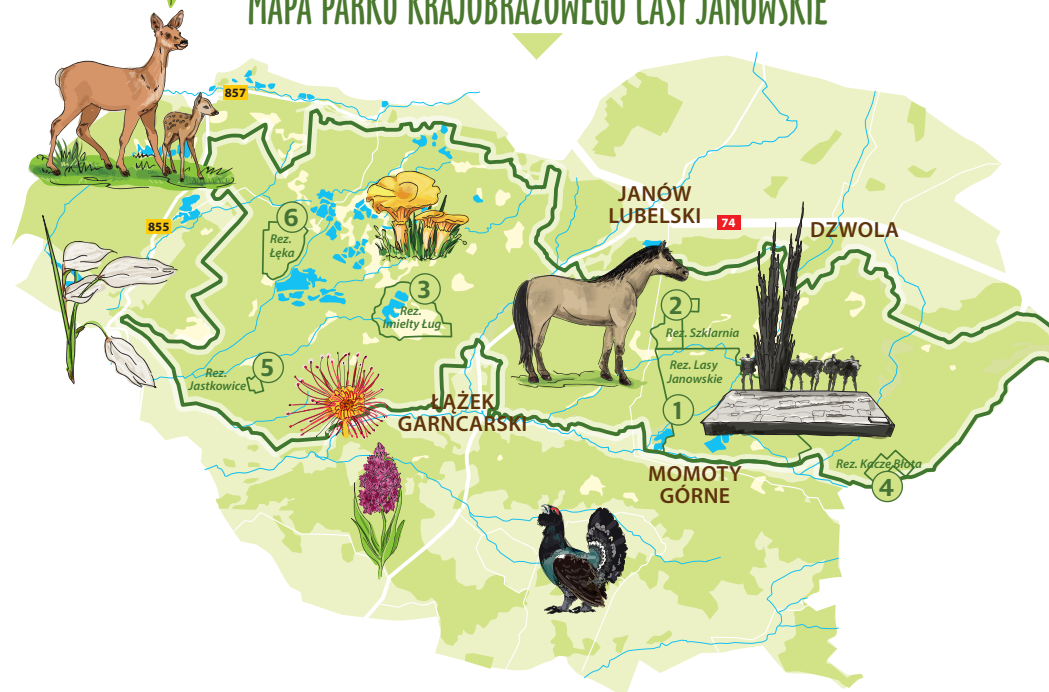 MAPA PARKU KRAJOBRAZOWEGO LASY JANOWSKIE
857
855
6
Rez.
Łęka
JANÓW
LUBELSKI
74
DZWOLA
3
Rez.
Imielty Ług
2
Rez. Szklarnia
Rez. Lasy
Janowskie
1
5
Rez.
Jastkowice
ŁĄŻEK
GARNCARSKI
MOMOTY
GÓRNE
Rez. Kacze Błota
4